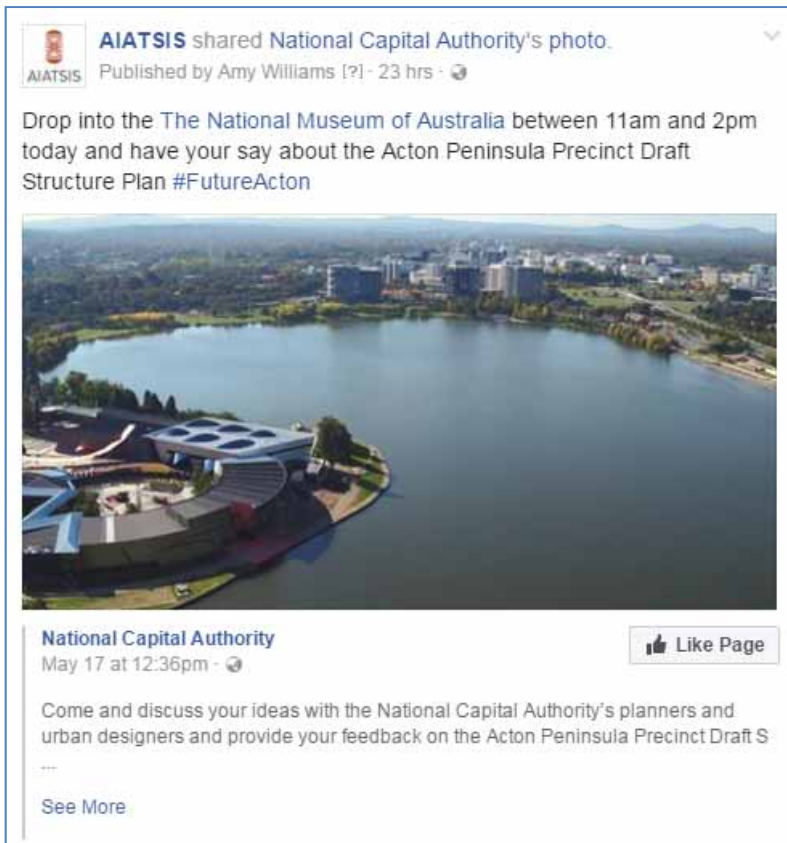 AIATSIS
AIATSIS shared National Capital Authority's photo.
Published by Amy Williams [?] · 23 hrs ·
Drop into the The National Museum of Australia between 11am and 2pm
today and have your say about the Acton Peninsula Precinct Draft
Structure Plan #FutureActon
National Capital Authority
Like Page
May 17 at 12:36pm ·
Come and discuss your ideas with the National Capital Authority's planners and
urban designers and provide your feedback on the Acton Peninsula Precinct Draft S
...
See More